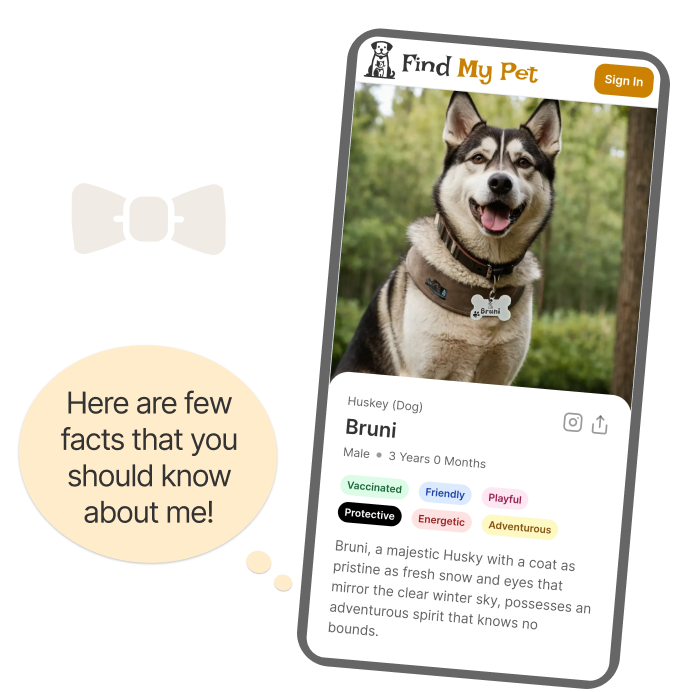 Find My Pet
Sign In
Bruni
Here are few
facts that you
should know
about me!
Huskey (Dog)
Bruni
Male • 3 Years 0 Months
Vaccinated Friendly Playful
Protective Energetic Adventurous
Bruni, a majestic Husky with a coat as
pristine as fresh snow and eyes that
mirror the clear winter sky, possesses an
adventurous spirit that knows no
bounds.